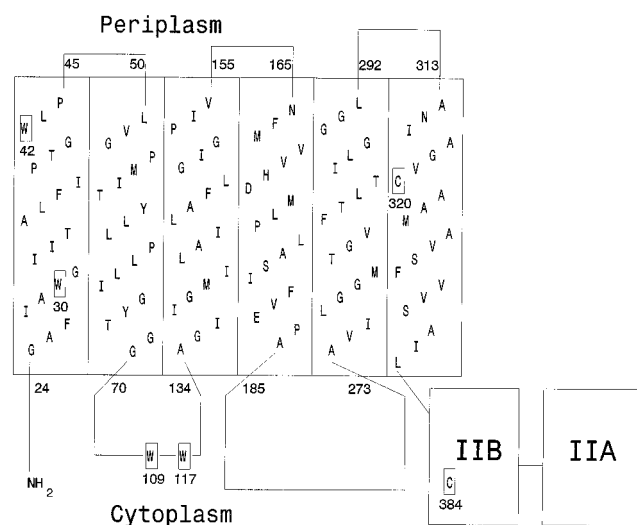 Periplasm
45 50 155 165 292 313
P
L
W
42
G
T
P
I
F
L
A
T
I
I
G
W
30
A
I
F
A
G
L
V
G
P
M
I
T
Y
L
L
P
L
L
I
G
Y
T
G
G
V
I
P
G
I
G
L
F
A
L
A
I
L
I
M
G
I
I
G
A
N
F
M
V
V
H
D
M
L
P
L
A
S
I
F
V
E
P
A
L
G
G
G
L
I
T
L
T
F
V
G
T
M
G
G
L
I
V
A
A
N
I
A
G
V
C
320
A
A
M
A
V
S
F
V
V
S
A
I
L
24 70 134 185 273
W W
109 117
NH2
IIB IIA
C
384
Cytoplasm